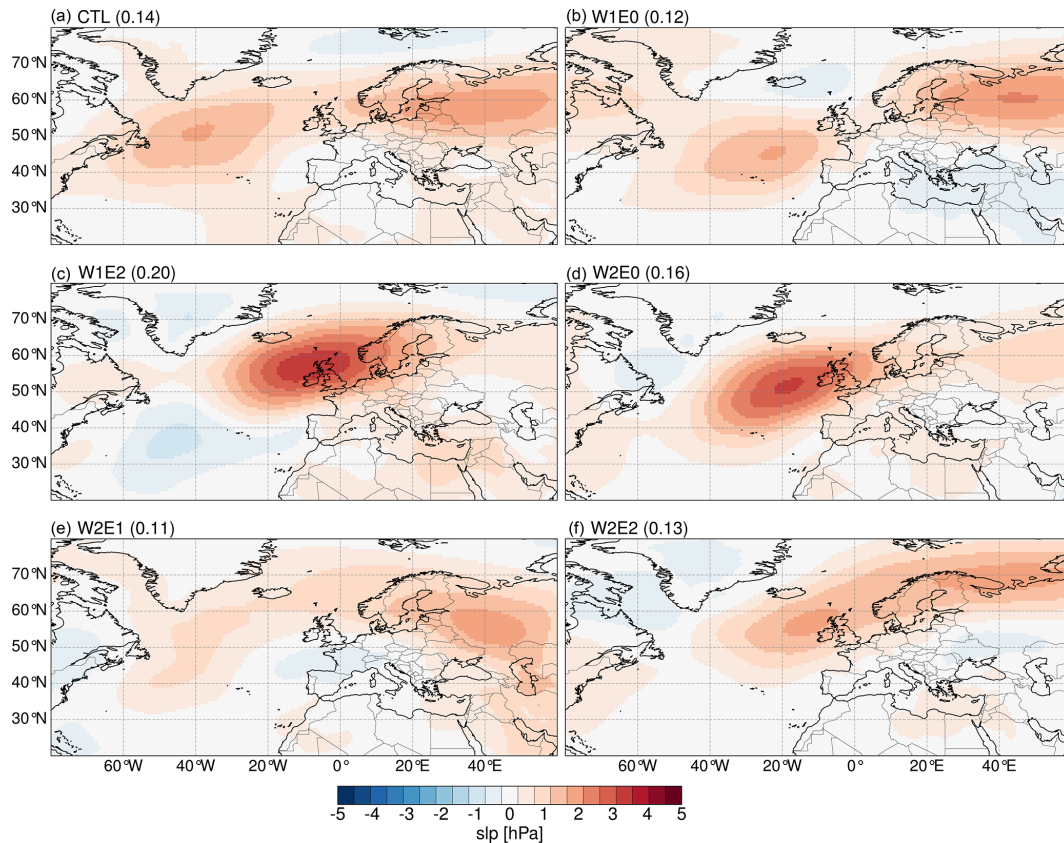 (a) CTL (0.14)
(b) W1E0 (0.12)
70°N
60°N
50°N
40°N
30°N
(c) W1E2 (0.20)
(d) W2E0 (0.16)
70°N
60°N
50°N
40°N
30°N
(e) W2E1 (0.11)
(f) W2E2 (0.13)
70°N
60°N
50°N
40°N
30°N
60°W 40°W 20°W 0° 20°E 40°E 60°W 40°W 20°W 0° 20°E 40°E
-5 -4 -3 -2 -1 0 1 2 3 4 5
slp [hPa]